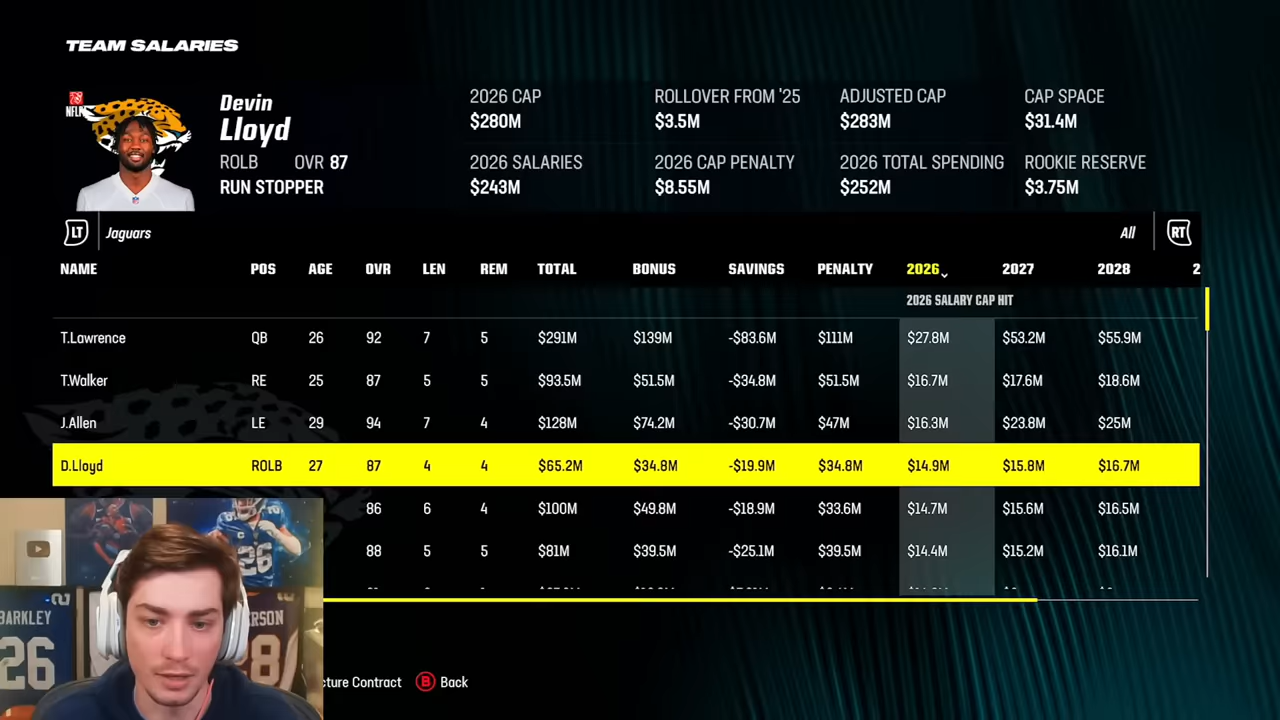 TEAM SALARIES
Devin
Lloyd
ROLB OVR 87
RUN STOPPER
2026 CAP ROLLOVER FROM '25 ADJUSTED CAP CAP SPACE
$280M $3.5M $283M $31.4M
2026 SALARIES 2026 CAP PENALTY 2026 TOTAL SPENDING ROOKIE RESERVE
$243M $8.55M $252M $3.75M
LT Jaguars All RT
NAME POS AGE OVR LEN REM TOTAL BONUS SAVINGS PENALTY 2026 2027 2028 2
2026 SALARY CAP HIT
T.Lawrence QB 26 92 7 5 $291M $139M -$83.6M $111M $27.8M $53.2M $55.9M
T.Walker RE 25 87 5 5 $93.5M $51.5M -$34.8M $51.5M $16.7M $17.6M $18.6M
J.Allen LE 29 94 7 4 $128M $74.2M -$30.7M $47M $16.3M $23.8M $25M
D.Lloyd ROLB 27 87 4 4 $65.2M $34.8M -$19.9M $34.8M $14.9M $15.8M $16.7M
86 6 4 $100M $49.8M -$18.9M $33.6M $14.7M $15.6M $16.5M
88 5 5 $81M $39.5M -$25.1M $39.5M $14.4M $15.2M $16.1M
cture Contract B Back
BARKLEY
26
26
ERSON
28